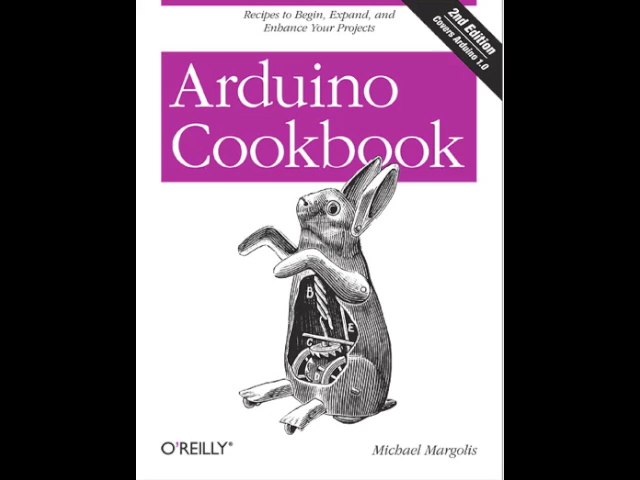 Recipes to Begin, Expand, and
Enhance Your Projects
2nd Edition
Covers Arduino 1.0
Arduino
Cookbook
B
E
C
D
O'REILLY®
Michael Margolis